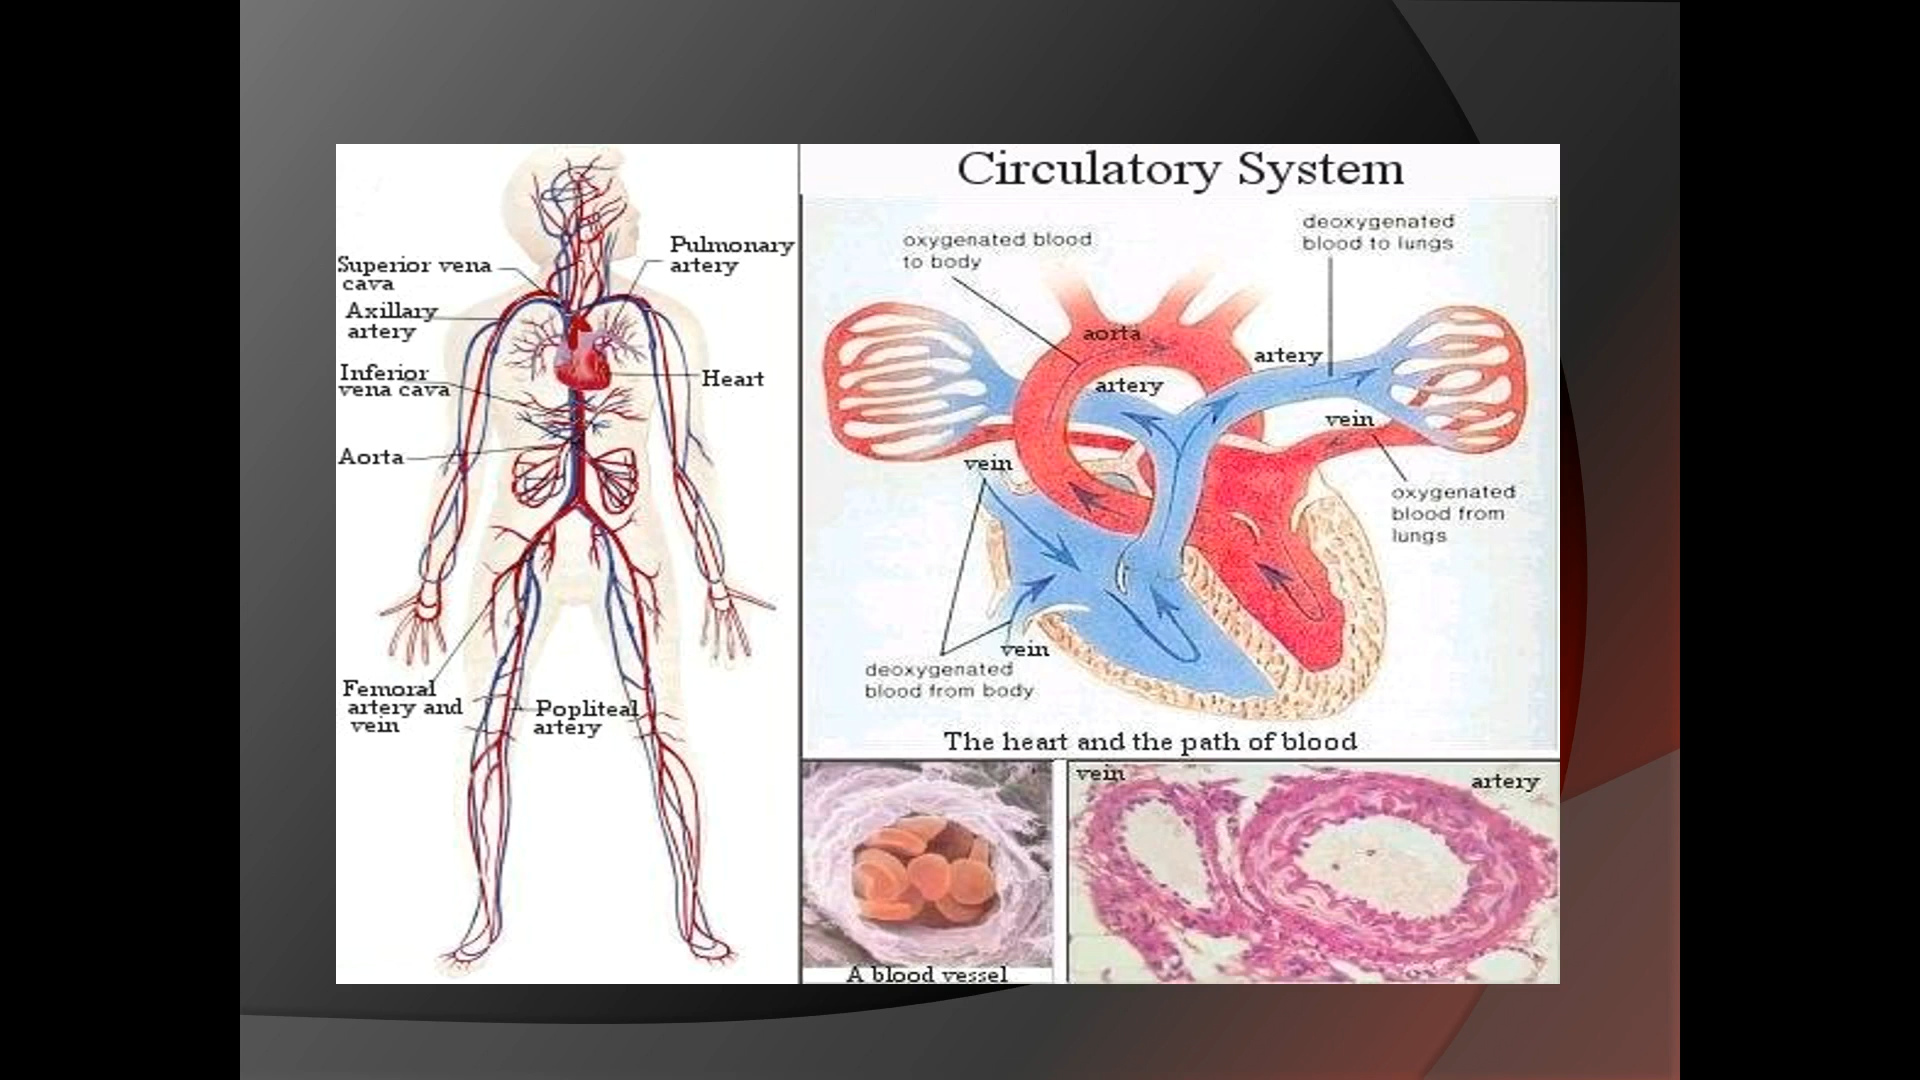 Circulatory System
Superior vena
cava
Axillary
artery
Inferior
vena cava
Aorta
Femoral
artery and
vein
Pulmonary
artery
Heart
Popliteal
artery
oxygenated blood
to body
deoxygenated
blood to lungs
aorta
artery
artery
vein
vein
oxygenated
blood from
lungs
vein
deoxygenated
blood from body
The heart and the path of blood
A blood vessel
vein
artery